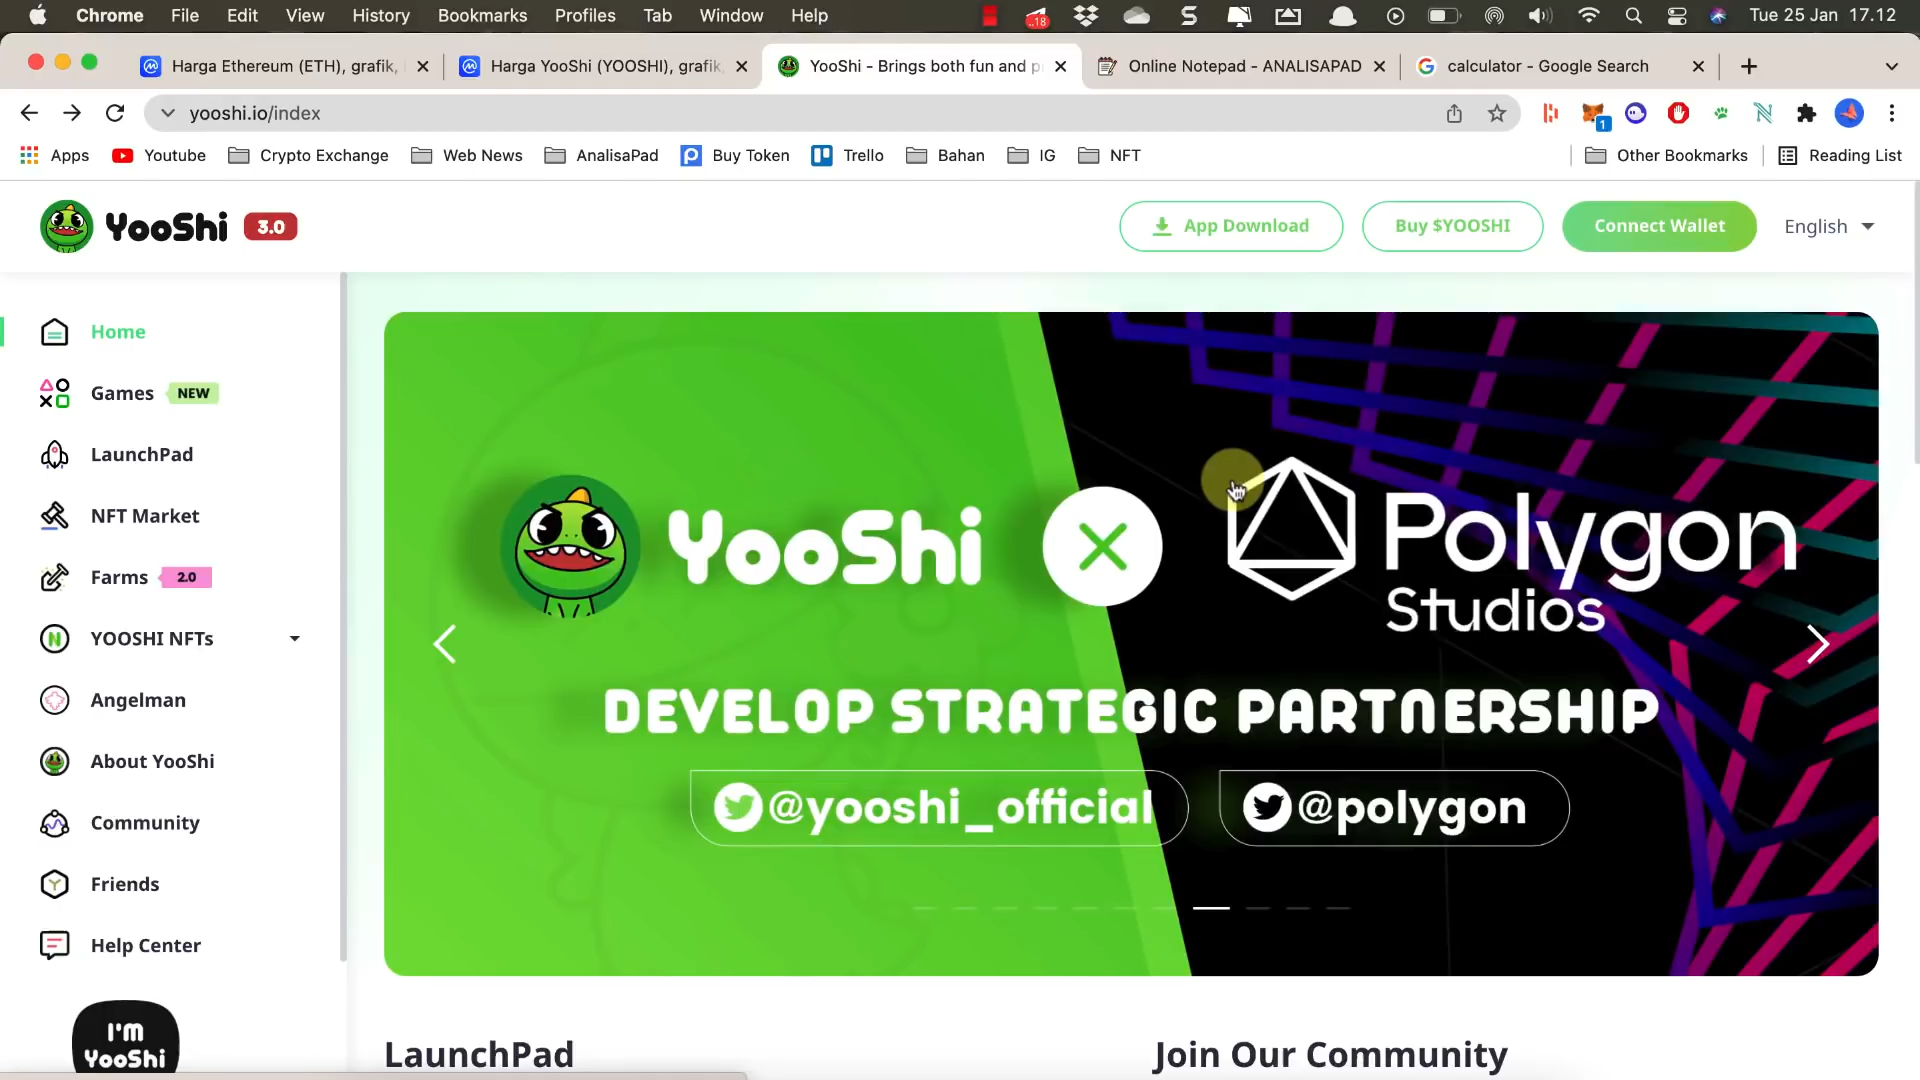 Chrome File Edit View History Bookmarks Profiles Tab Window Help ..18 Tue 25 Jan 17.12
Harga Ethereum (ETH), grafik, Harga YooShi (YOOSHI), grafik, YooShi - Brings both fun and p Online Notepad - ANALISAPAD calculator - Google Search
yooshi.io/index 1
Apps Youtube Crypto Exchange Web News AnalisaPad Buy Token Trello Bahan IG NFT Other Bookmarks Reading List
YooShi 3.0 App Download Buy $YOOSHI Connect Wallet English
Home
Games NEW
LaunchPad
NFT Market
Farms 2.0
YOOSHI NFTs
Angelman
About YooShi
Community
Friends
Help Center
I'M
YooShi
YooShi X Polygon
Studios
DEVELOP STRATEGIC PARTNERSHIP
@yooshi_official @polygon
LaunchPad Join Our Community